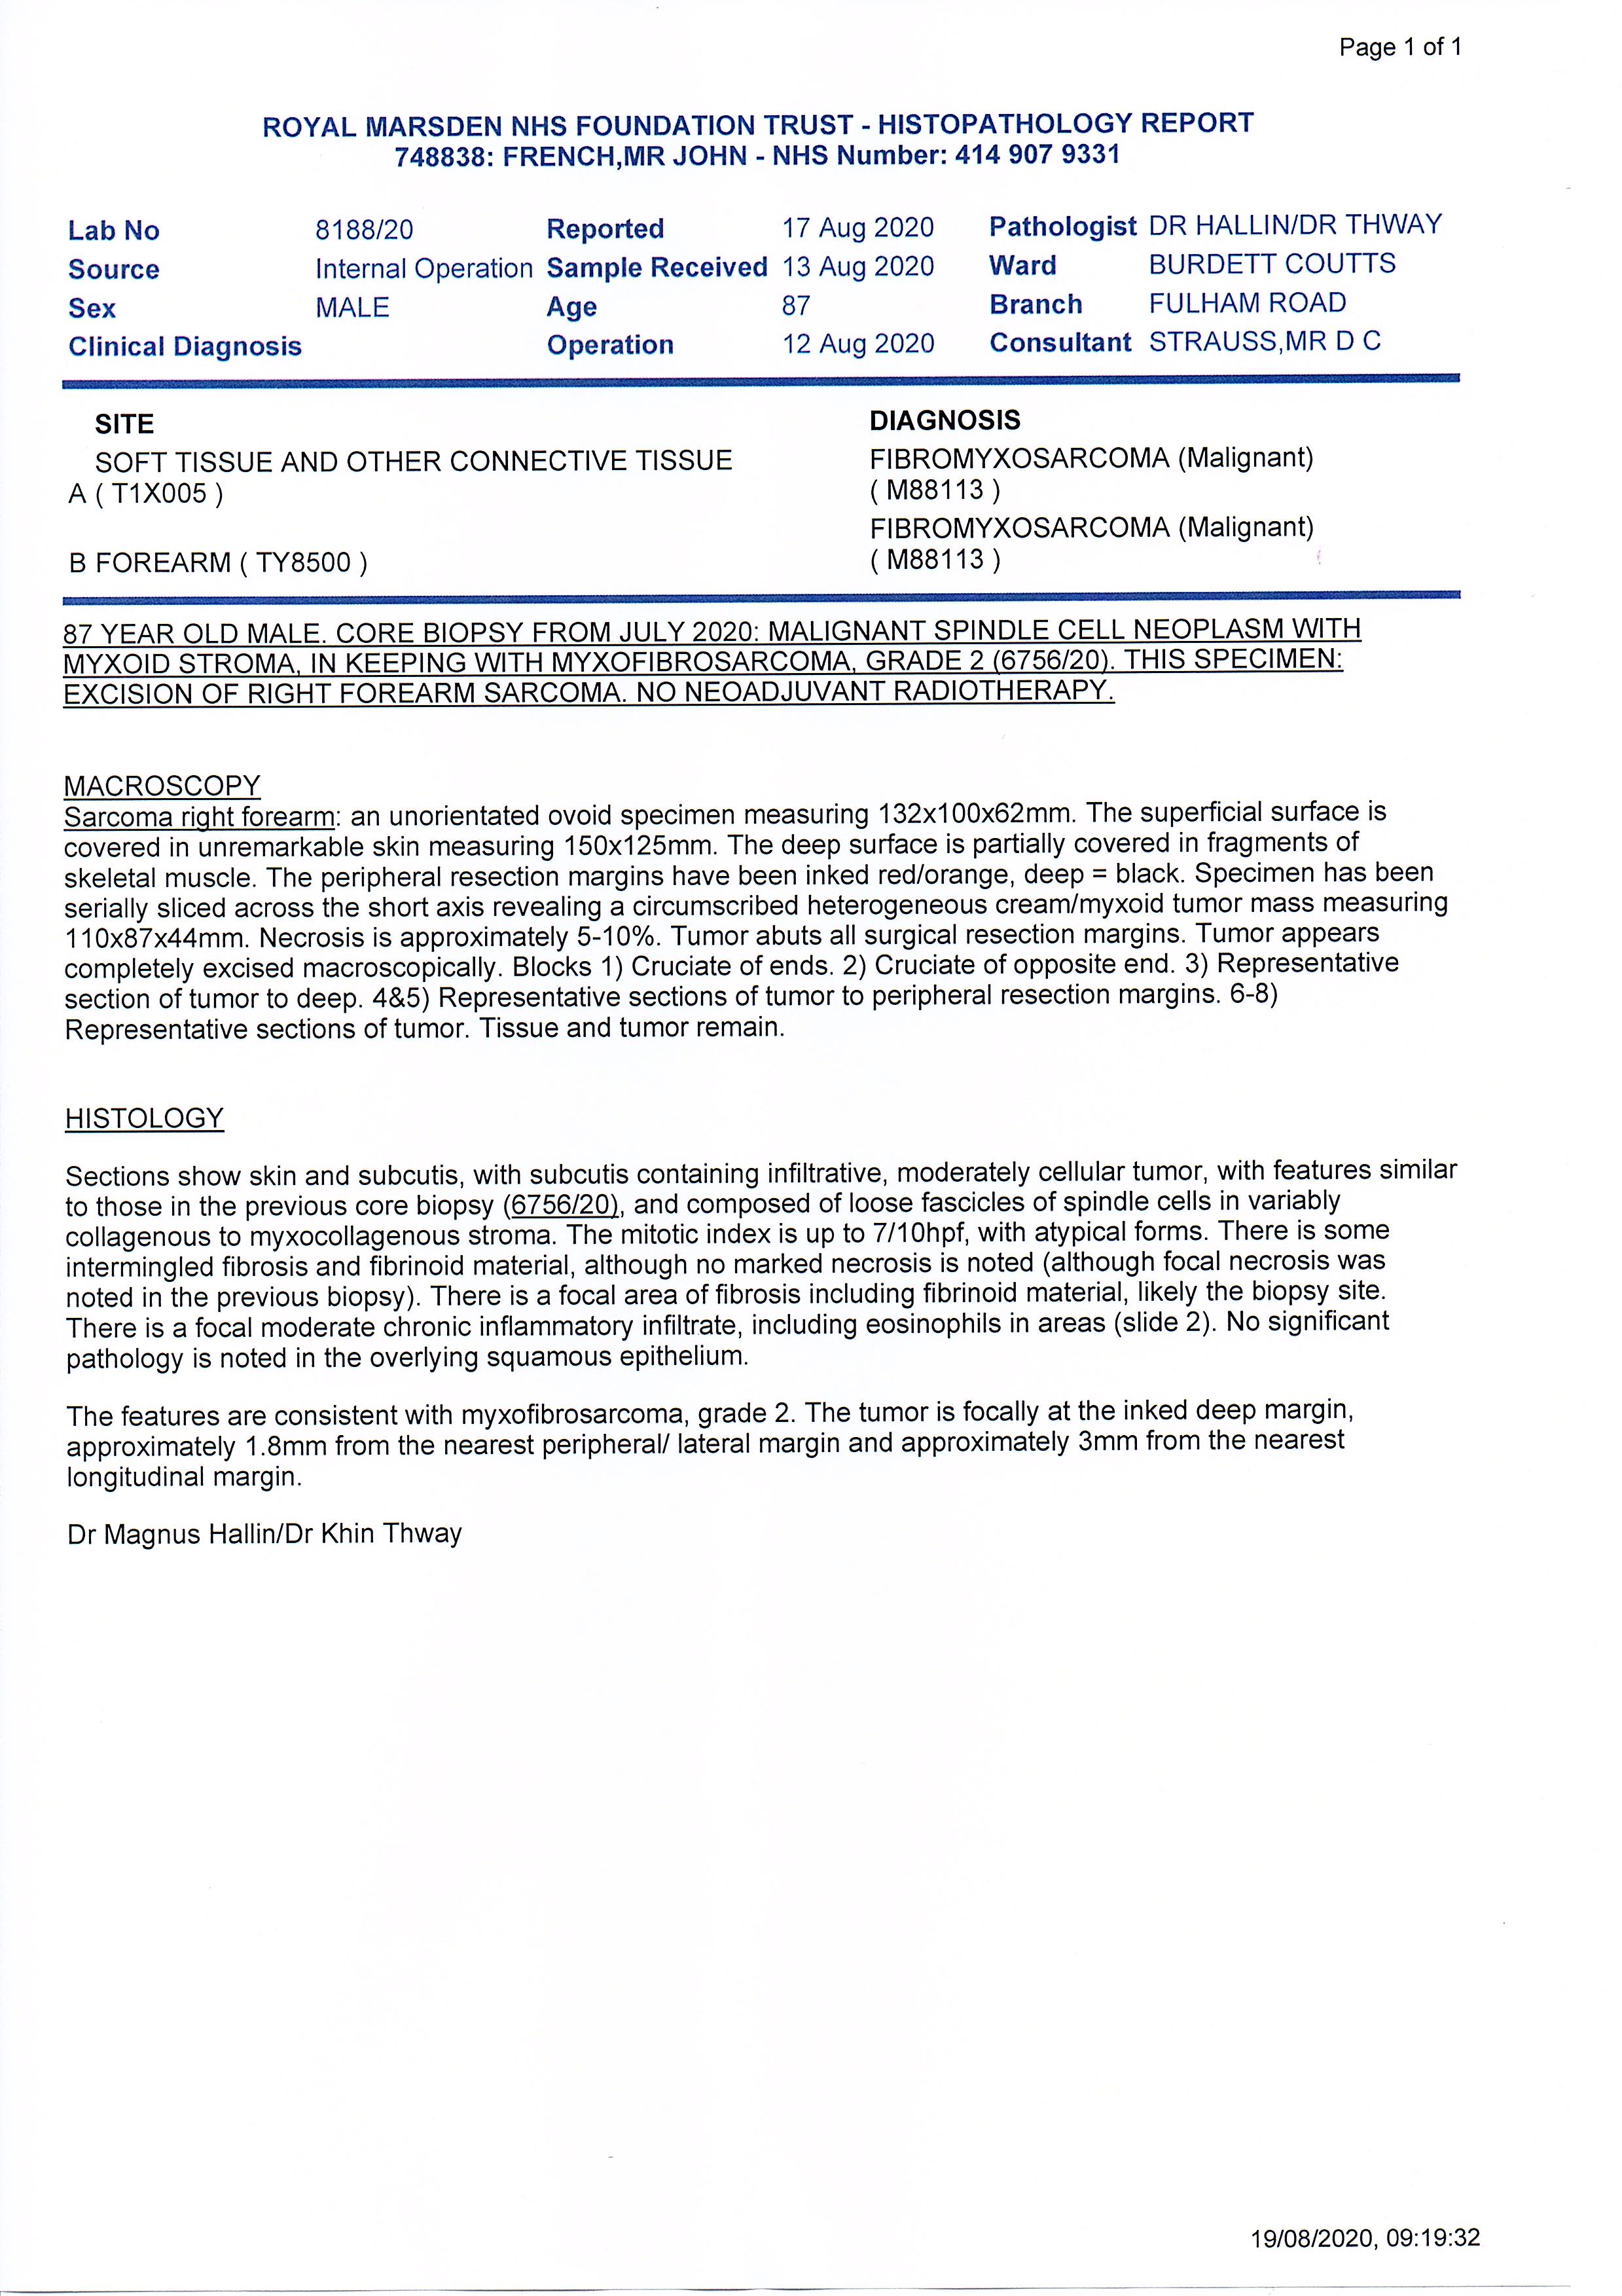 Page 1 of 1
ROYAL MARSDEN NHS FOUNDATION TRUST - HISTOPATHOLOGY REPORT
748838: FRENCH,MR JOHN - NHS Number: 414 907 9331
Lab No 8188/20 Reported 17 Aug 2020 Pathologist DR HALLIN/DR THWAY
Source Internal Operation Sample Received 13 Aug 2020 Ward BURDETT COUTTS
Sex MALE Age 87 Branch FULHAM ROAD
Clinical Diagnosis Operation 12 Aug 2020 Consultant STRAUSS,MR D C
SITE DIAGNOSIS
SOFT TISSUE AND OTHER CONNECTIVE TISSUE FIBROMYXOSARCOMA (Malignant)
A ( T1X005 ) ( M88113 )
FIBROMYXOSARCOMA (Malignant)
B FOREARM ( TY8500 ) ( M88113 )
87 YEAR OLD MALE. CORE BIOPSY FROM JULY 2020: MALIGNANT SPINDLE CELL NEOPLASM WITH
MYXOID STROMA, IN KEEPING WITH MYXOFIBROSARCOMA, GRADE 2 (6756/20). THIS SPECIMEN:
EXCISION OF RIGHT FOREARM SARCOMA. NO NEOADJUVANT RADIOTHERAPY.
MACROSCOPY
Sarcoma right forearm: an unorientated ovoid specimen measuring 132x100x62mm. The superficial surface is
covered in unremarkable skin measuring 150x125mm. The deep surface is partially covered in fragments of
skeletal muscle. The peripheral resection margins have been inked red/orange, deep = black. Specimen has been
serially sliced across the short axis revealing a circumscribed heterogeneous cream/myxoid tumor mass measuring
110x87x44mm. Necrosis is approximately 5-10%. Tumor abuts all surgical resection margins. Tumor appears
completely excised macroscopically. Blocks 1) Cruciate of ends. 2) Cruciate of opposite end. 3) Representative
section of tumor to deep. 4&5) Representative sections of tumor to peripheral resection margins. 6-8)
Representative sections of tumor. Tissue and tumor remain.
HISTOLOGY
Sections show skin and subcutis, with subcutis containing infiltrative, moderately cellular tumor, with features similar
to those in the previous core biopsy (6756/20), and composed of loose fascicles of spindle cells in variably
collagenous to myxocollagenous stroma. The mitotic index is up to 7/10hpf, with atypical forms. There is some
intermingled fibrosis and fibrinoid material, although no marked necrosis is noted (although focal necrosis was
noted in the previous biopsy). There is a focal area of fibrosis including fibrinoid material, likely the biopsy site.
There is a focal moderate chronic inflammatory infiltrate, including eosinophils in areas (slide 2). No significant
pathology is noted in the overlying squamous epithelium.
The features are consistent with myxofibrosarcoma, grade 2. The tumor is focally at the inked deep margin,
approximately 1.8mm from the nearest peripheral/ lateral margin and approximately 3mm from the nearest
longitudinal margin.
Dr Magnus Hallin/Dr Khin Thway
19/08/2020, 09:19:32